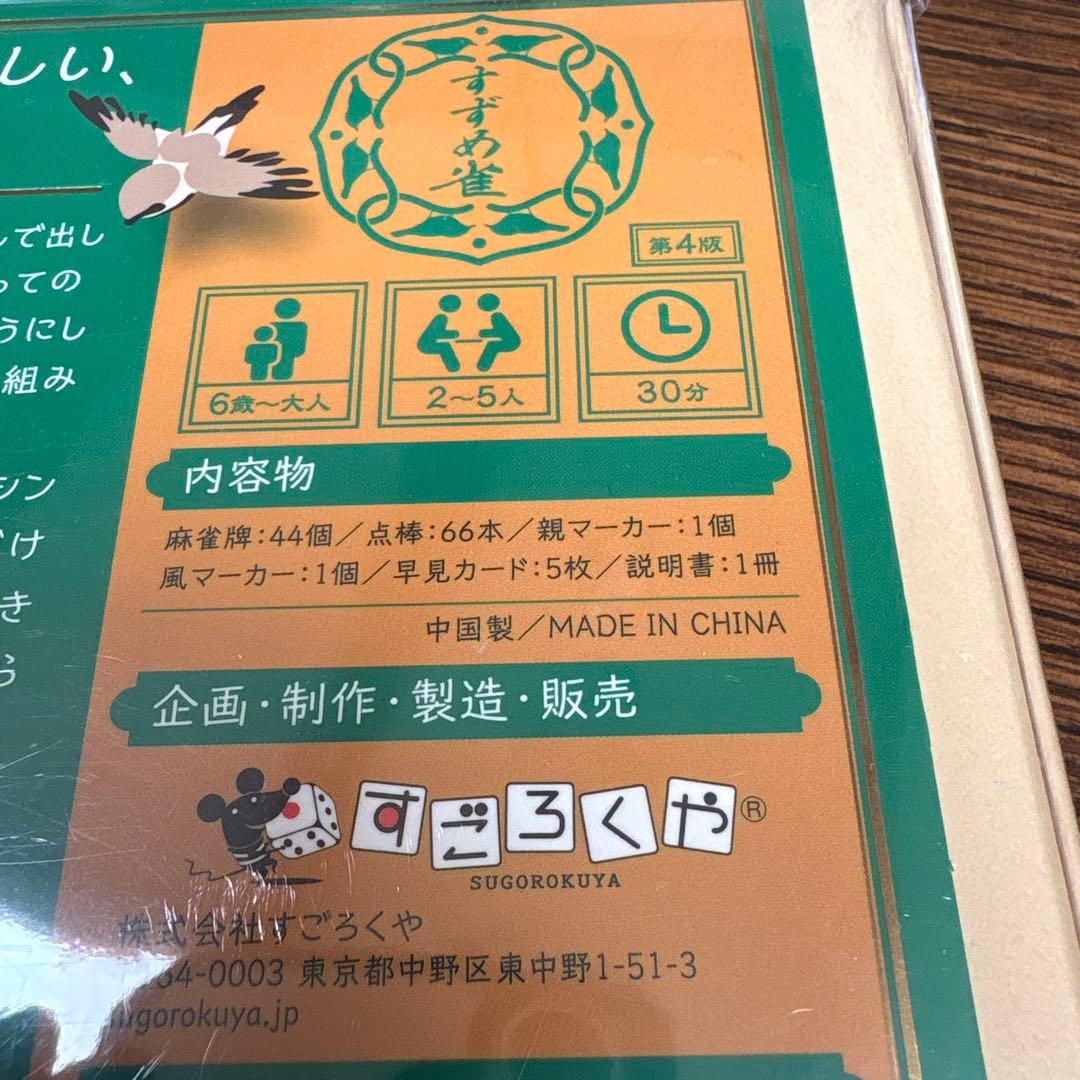 しい、
で出し
っての
うにし
組み
シン
け
き
ら
すずめ雀
第4版
6歳～大人
2～5人
30分
内容物
麻雀牌：44個／点棒：66本／親マーカー：1個
風マーカー：1個／早見カード：5枚／説明書：1冊
中国製／MADE IN CHINA
企画・制作・製造・販売
すごろくや®
SUGOROKUYA
株式会社すごろくや
64-0003 東京都中野区東中野1-51-3
sugorokuya.jp